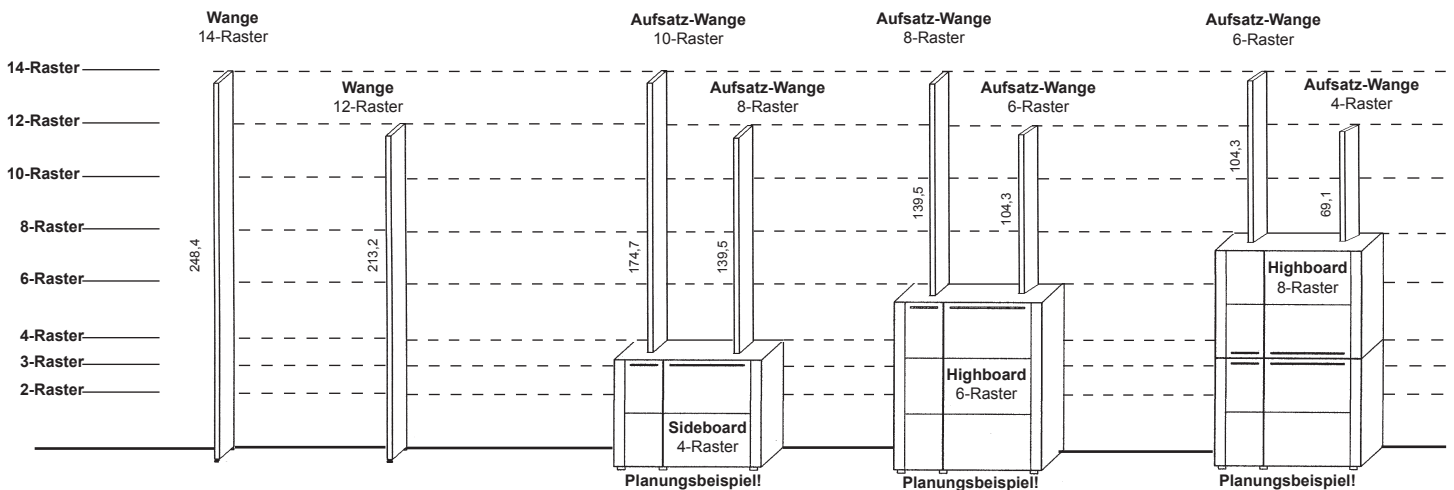 Wange
14-Raster
Aufsatz-Wange
10-Raster
Aufsatz-Wange
8-Raster
Aufsatz-Wange
6-Raster
14-Raster
Wange
12-Raster
Aufsatz-Wange
8-Raster
Aufsatz-Wange
6-Raster
Aufsatz-Wange
4-Raster
12-Raster
10-Raster
8-Raster
6-Raster
4-Raster
3-Raster
2-Raster
248,4
213,2
174,7
139,5
139,5
104,3
104,3
69,1
Sideboard
4-Raster
Highboard
6-Raster
Highboard
8-Raster
Planungsbeispiel!
Planungsbeispiel!
Planungsbeispiel!